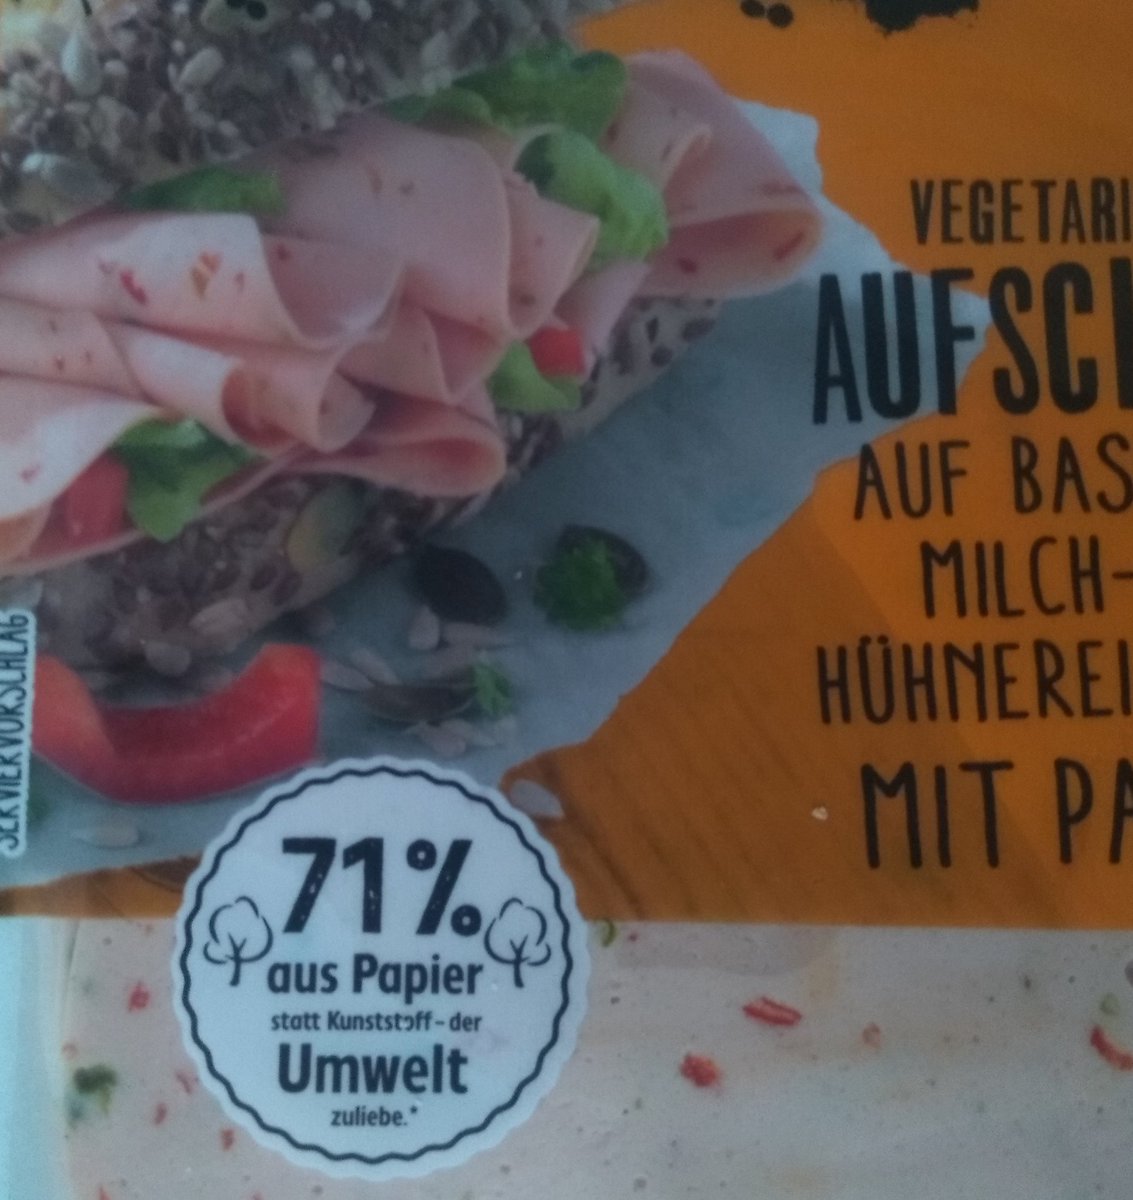 VEGETARI
AUFSC
AUF BAS
MILCH-
HÜHNEREI
MIT PA
SERVIERVORSCHLAG
71%
aus Papier
statt Kunststoff - der
Umwelt
zuliebe.*